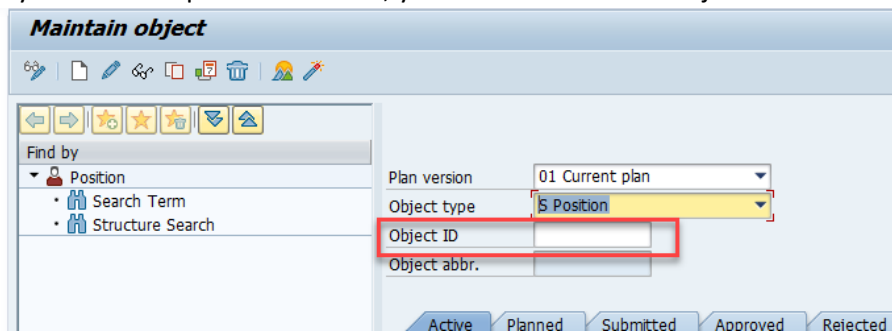 Maintain object
Find by
Position
Search Term
Structure Search
Plan version 01 Current plan
Object type S Position
Object ID
Object abbr.
Active Planned Submitted Approved Rejected